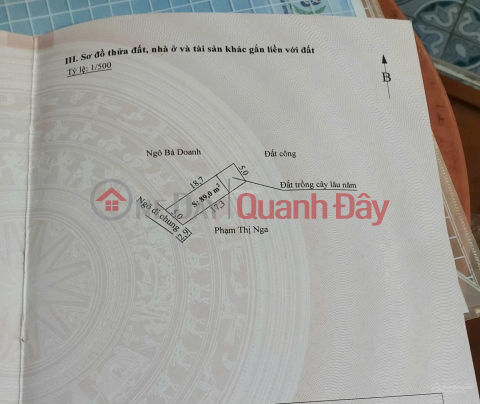 III. Sơ đồ thửa đất, nhà ở và tài sản khác gắn liền với đất
Tỷ lệ: 1/500
B
Ngô Bá Doanh
Đất công
18,7
5,0
Đất trồng cây lâu năm
S: 89,0 m²
Quanh Đây
5,0
17,3
Ngõ đi chung
Phạm Thị Nga